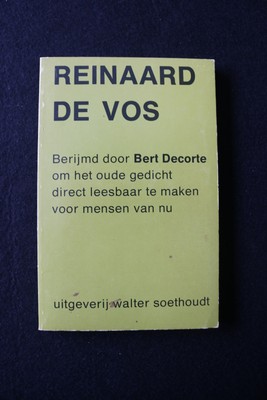 REINAARD
DE VOS
Berijmd door Bert Decorte
om het oude gedicht
direct leesbaar te maken
voor mensen van nu
uitgeverij walter soethoudt